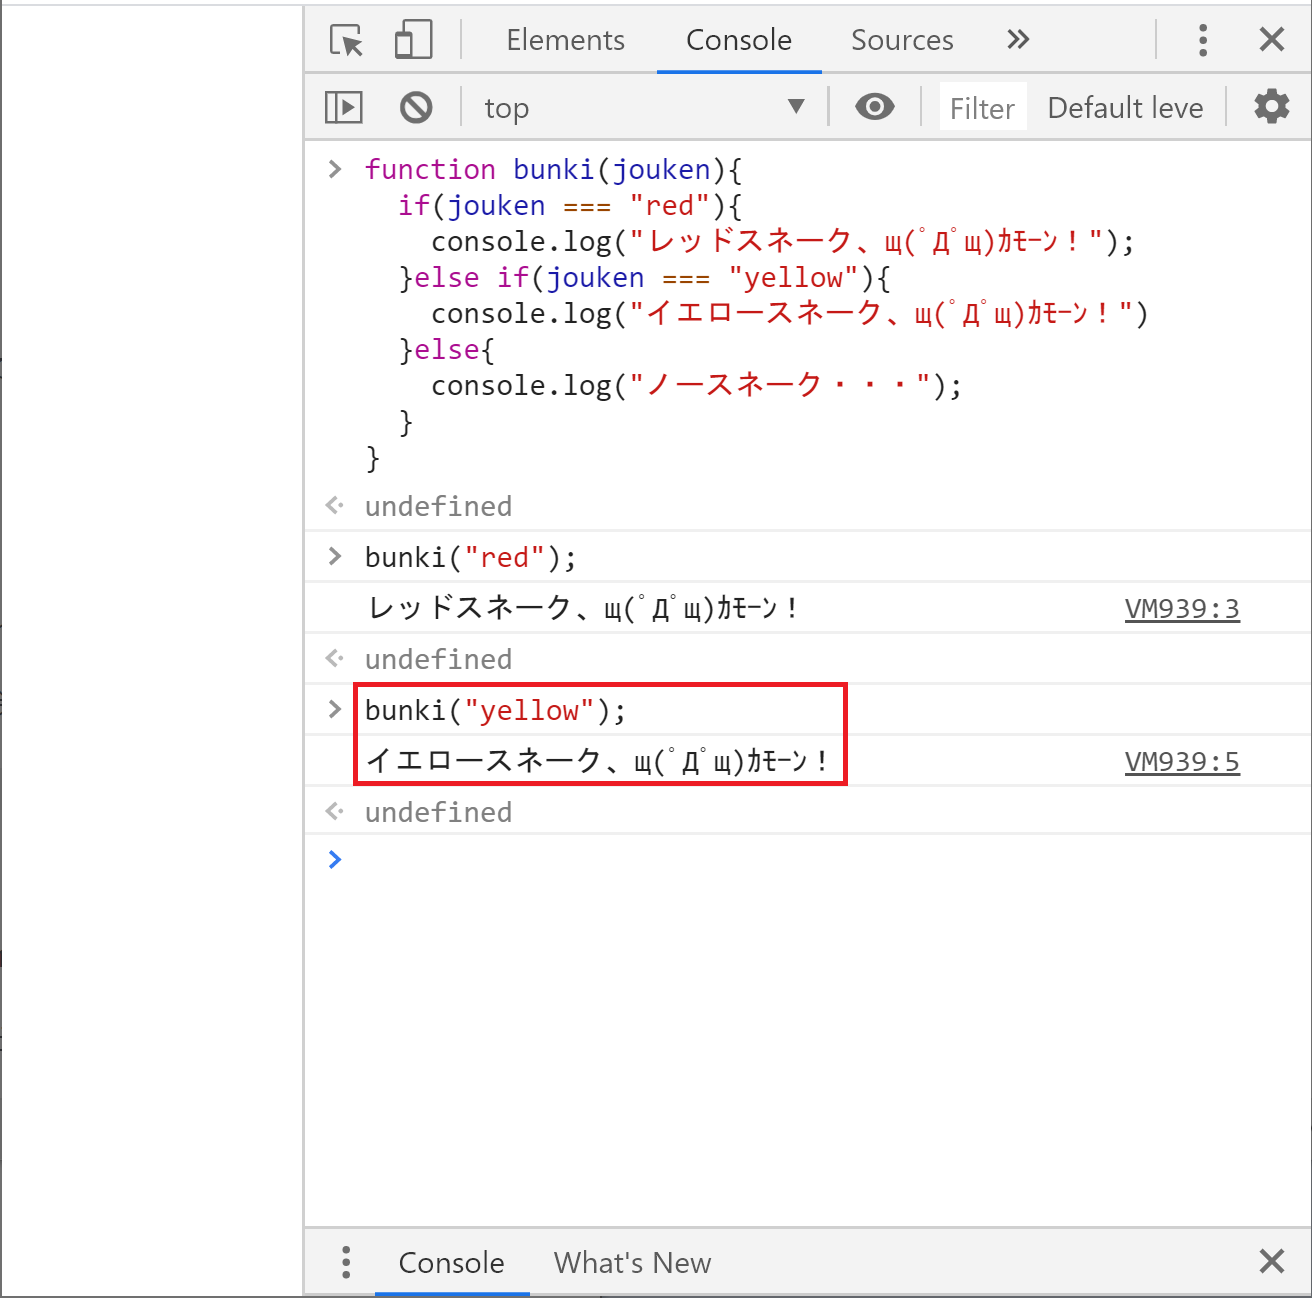 Elements Console Sources
top Filter Default leve
function bunki(jouken){
  if(jouken === "red"){
    console.log("レッドスネーク、щ(ﾟДﾟщ)ｶﾓｰﾝ！");
  }else if(jouken === "yellow"){
    console.log("イエロースネーク、щ(ﾟДﾟщ)ｶﾓｰﾝ！")
  }else{
    console.log("ノースネーク・・・");
  }
}
undefined
bunki("red");
レッドスネーク、щ(ﾟДﾟщ)ｶﾓｰﾝ！ VM939:3
undefined
bunki("yellow");
イエロースネーク、щ(ﾟДﾟщ)ｶﾓｰﾝ！ VM939:5
undefined
Console What's New